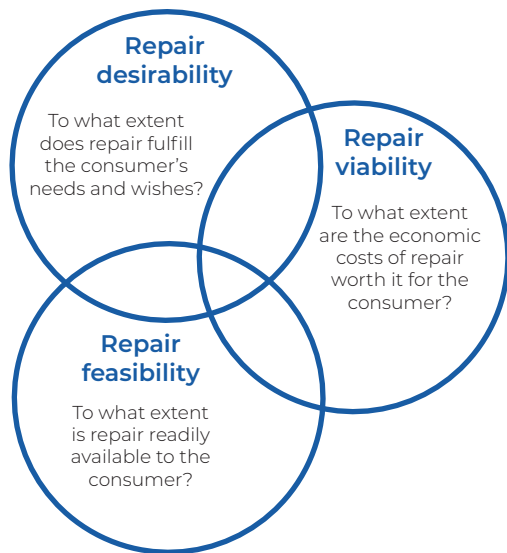 Repair
desirability
To what extent
does repair fulfill
the consumer's
needs and wishes?
Repair
viability
To what extent
are the economic
costs of repair
worth it for the
consumer?
Repair
feasibility
To what extent
is repair readily
available to the
consumer?